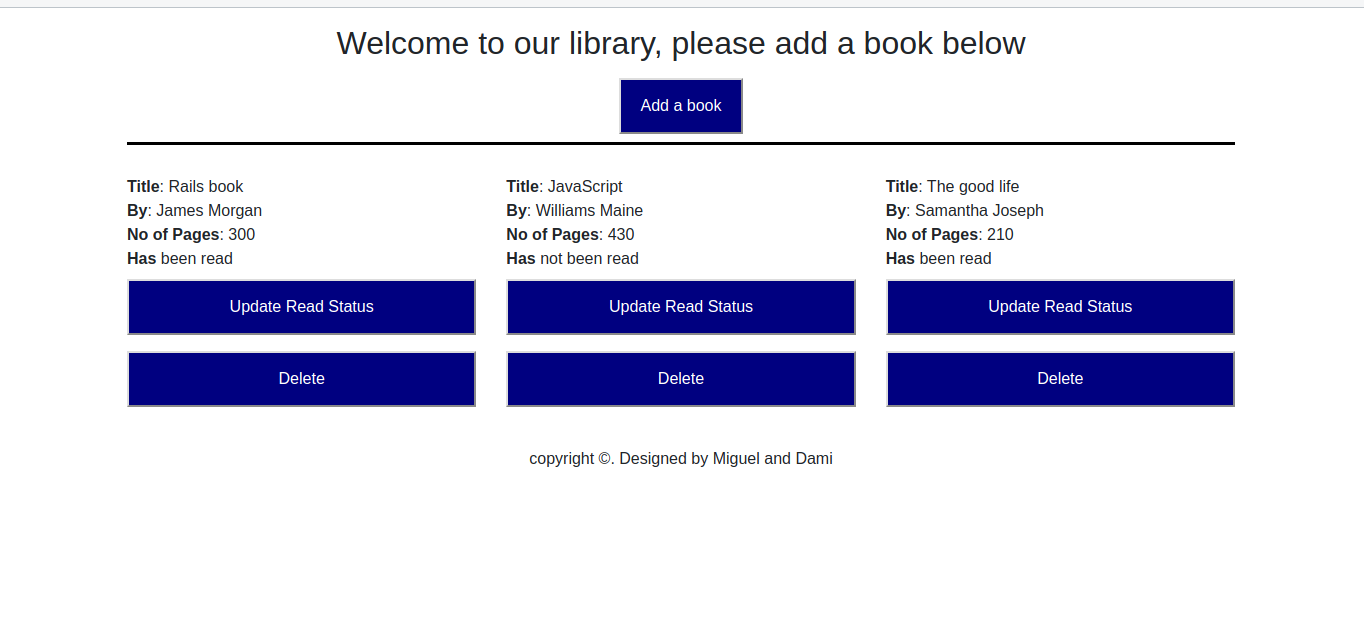 Welcome to our library, please add a book below
Add a book
Title: Rails book
By: James Morgan
No of Pages: 300
Has been read
Update Read Status
Delete
Title: JavaScript
By: Williams Maine
No of Pages: 430
Has not been read
Update Read Status
Delete
Title: The good life
By: Samantha Joseph
No of Pages: 210
Has been read
Update Read Status
Delete
copyright ©. Designed by Miguel and Dami